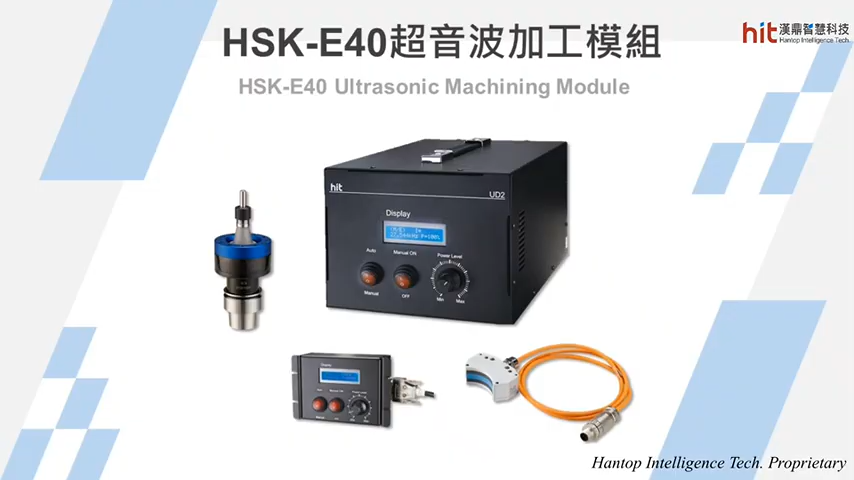 HSK-E40超音波加工模組
hit 漢鼎智慧科技
Hantop Intelligence Tech.
HSK-E40 Ultrasonic Machining Module
hit
UD2
Display
Auto
Manual ON
Power Level
Manual
OFF
Min
Max
Display
Hantop Intelligence Tech. Proprietary